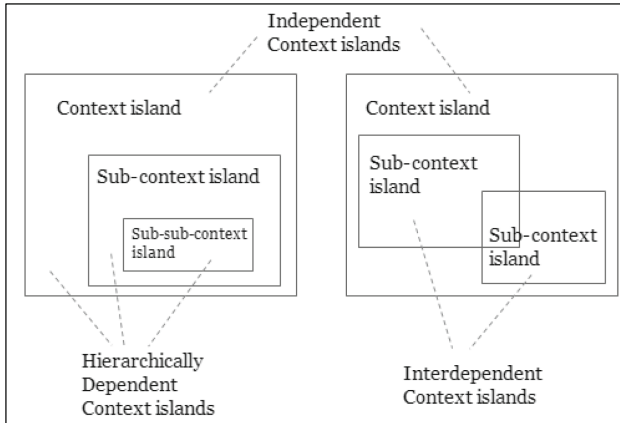 Independent
Context islands
Context island
Sub-context island
Sub-sub-context
island
Hierarchically
Dependent
Context islands
Context island
Sub-context
island
Sub-context
island
Interdependent
Context islands